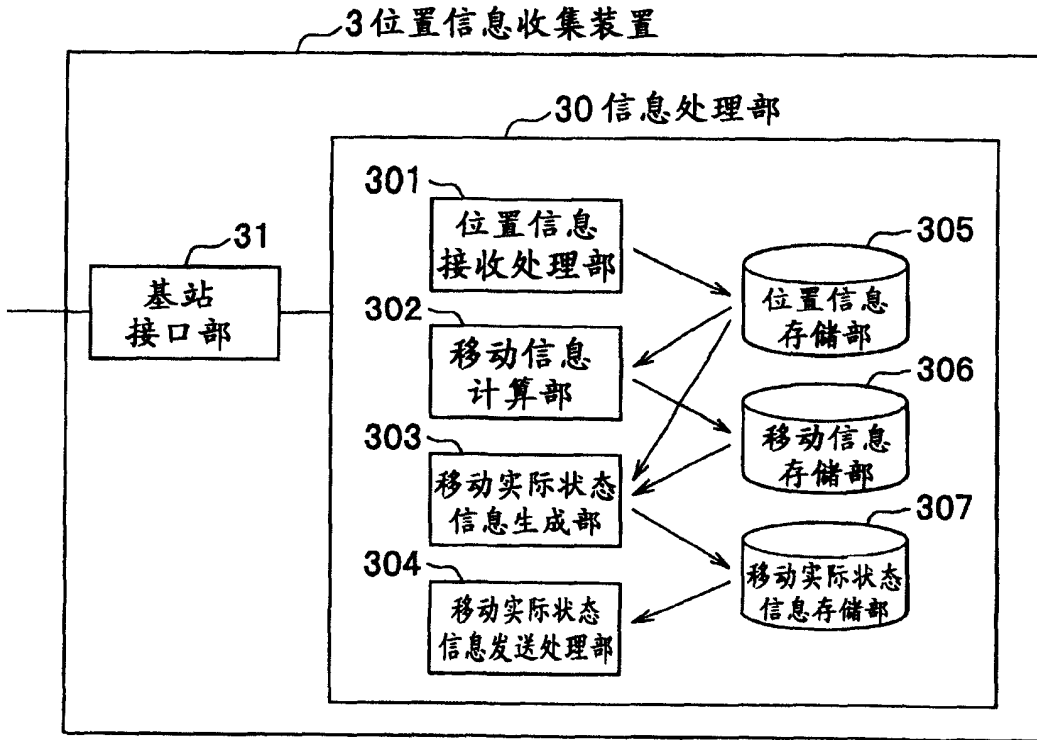 3位置信息收集装置
30信息处理部
31
基站
接口部
301
位置信息
接收处理部
302
移动信息
计算部
303
移动实际状态
信息生成部
304
移动实际状态
信息发送处理部
305
位置信息
存储部
306
移动信息
存储部
307
移动实际状态
信息存储部